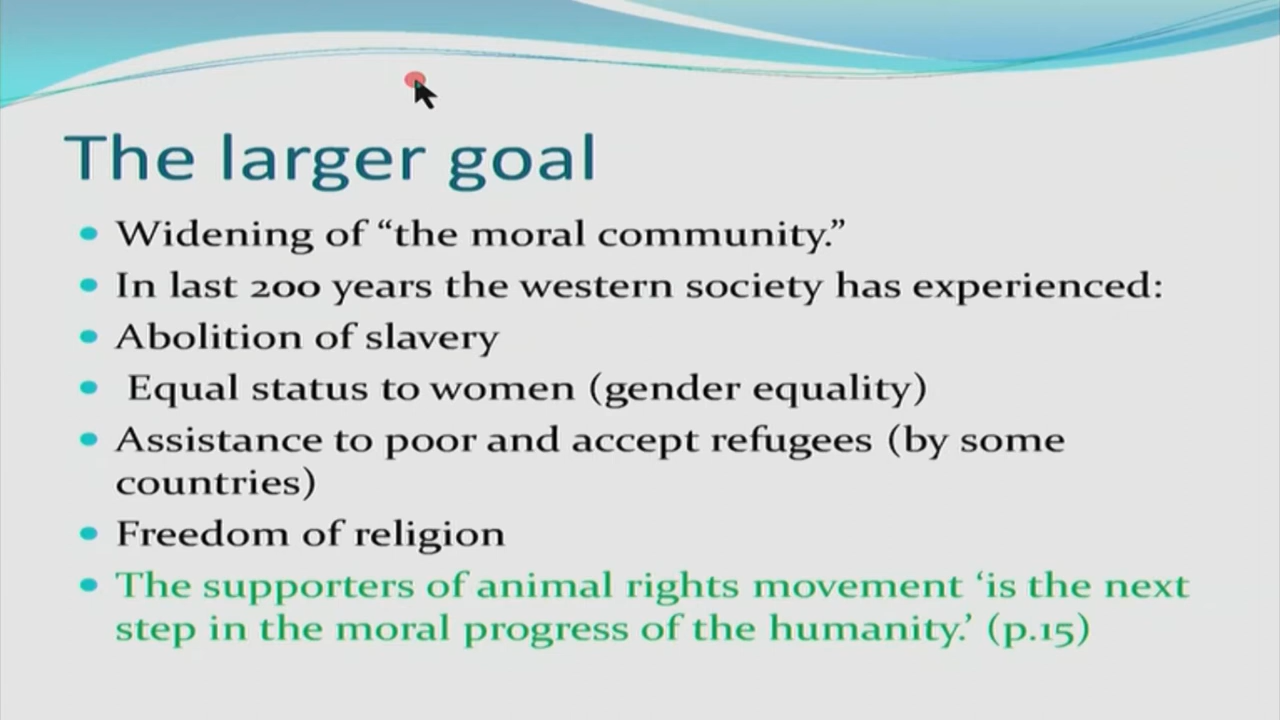 The larger goal
Widening of “the moral community.”
In last 200 years the western society has experienced:
Abolition of slavery
Equal status to women (gender equality)
Assistance to poor and accept refugees (by some
countries)
Freedom of religion
The supporters of animal rights movement ‘is the next
step in the moral progress of the humanity.’ (p.15)